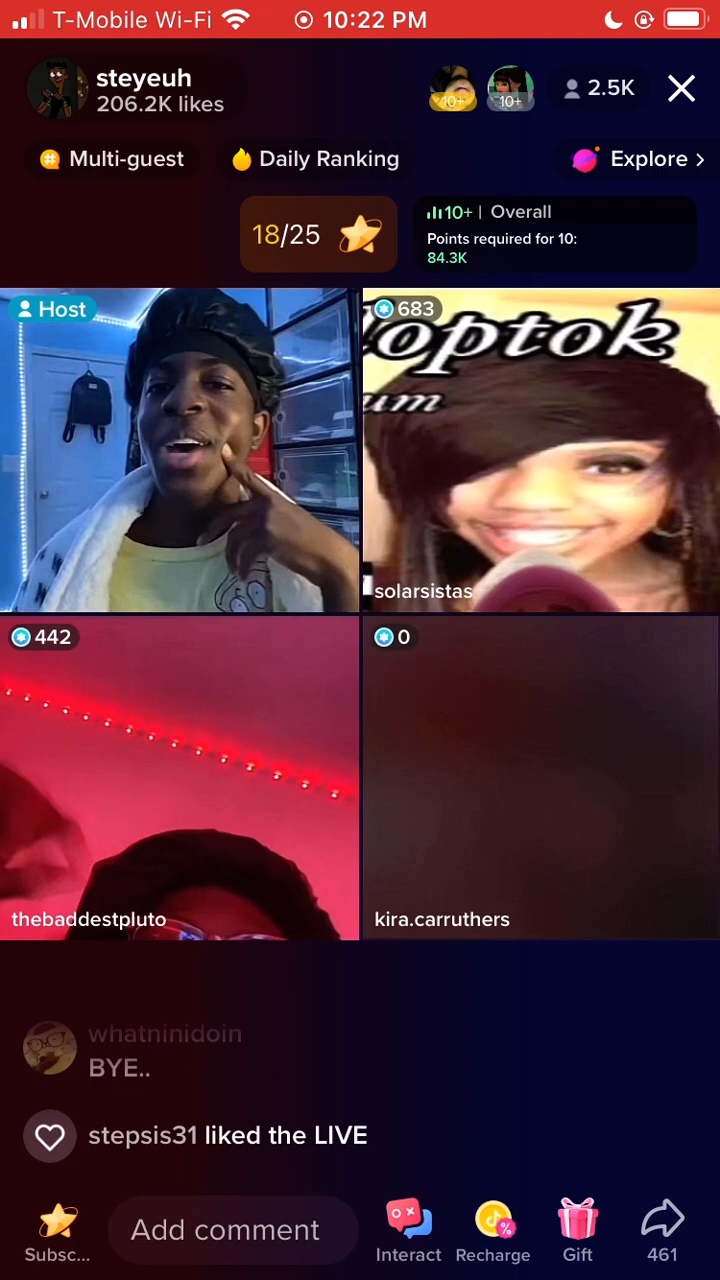 T-Mobile Wi-Fi 10:22 PM
steyeuh
206.2K likes
10+ 10+ 2.5K
Multi-guest Daily Ranking Explore >
18/25
10+ | Overall
Points required for 10:
84.3K
Host
683
loptok
um
solarsistas
442
0
thebaddestpluto
kira.carruthers
whatninidoin
BYE..
stepsis31 liked the LIVE
Add comment
Subsc... Interact Recharge Gift 461